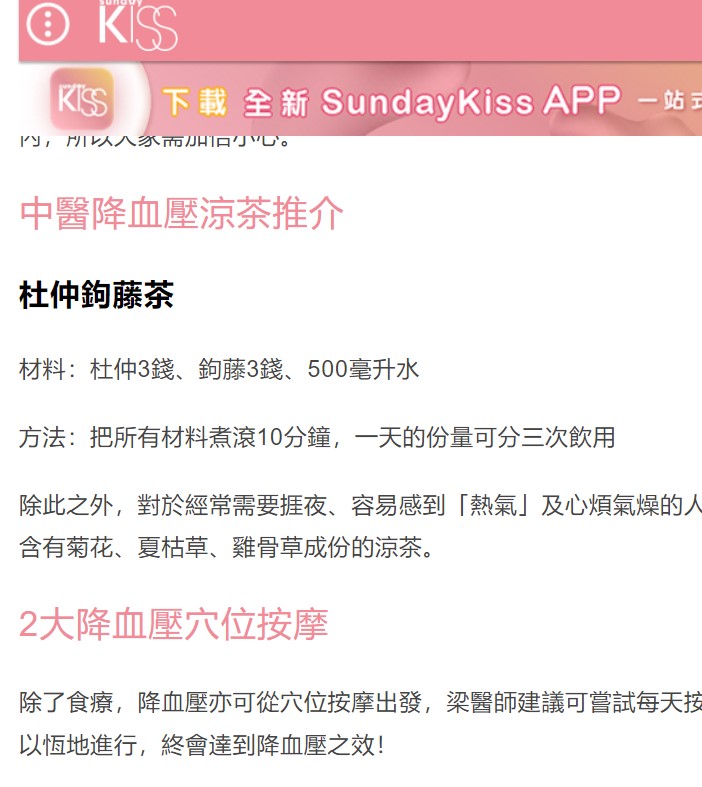 sunday
KISS
KISS
下載 全新 SundayKiss APP 一站式
內，所以大家需加倍小心。
中醫降血壓涼茶推介
杜仲鉤藤茶
材料：杜仲3錢、鉤藤3錢、500毫升水
方法：把所有材料煮滾10分鐘，一天的份量可分三次飲用
除此之外，對於經常需要捱夜、容易感到「熱氣」及心煩氣燥的人
含有菊花、夏枯草、雞骨草成份的涼茶。
2大降血壓穴位按摩
除了食療，降血壓亦可從穴位按摩出發，梁醫師建議可嘗試每天按
以恆地進行，終會達到降血壓之效！